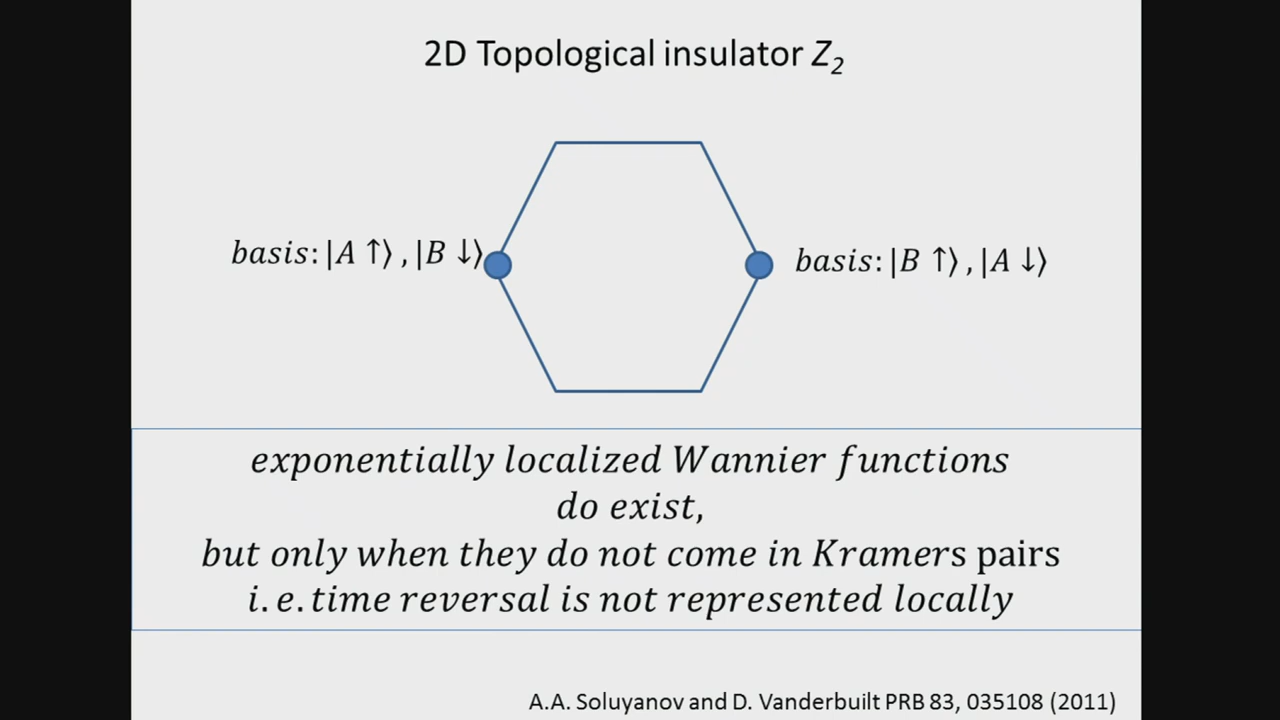 2D Topological insulator Z₂
basis: |A ↑⟩ , |B ↓⟩
basis: |B ↑⟩ , |A ↓⟩
exponentially localized Wannier functions
do exist,
but only when they do not come in Kramers pairs
i. e. time reversal is not represented locally
A.A. Soluyanov and D. Vanderbuilt PRB 83, 035108 (2011)